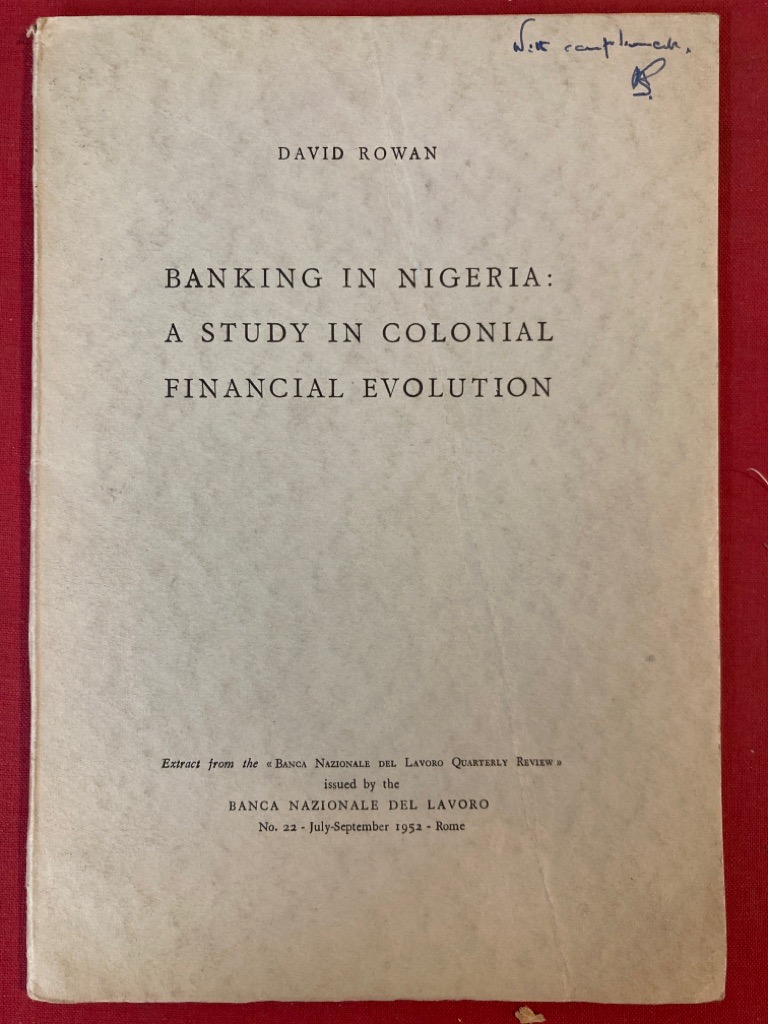 With compliments.
DAVID ROWAN
BANKING IN NIGERIA:
A STUDY IN COLONIAL
FINANCIAL EVOLUTION
Extract from the « BANCA NAZIONALE DEL LAVORO QUARTERLY REVIEW »
issued by the
BANCA NAZIONALE DEL LAVORO
No. 22 - July-September 1952 - Rome